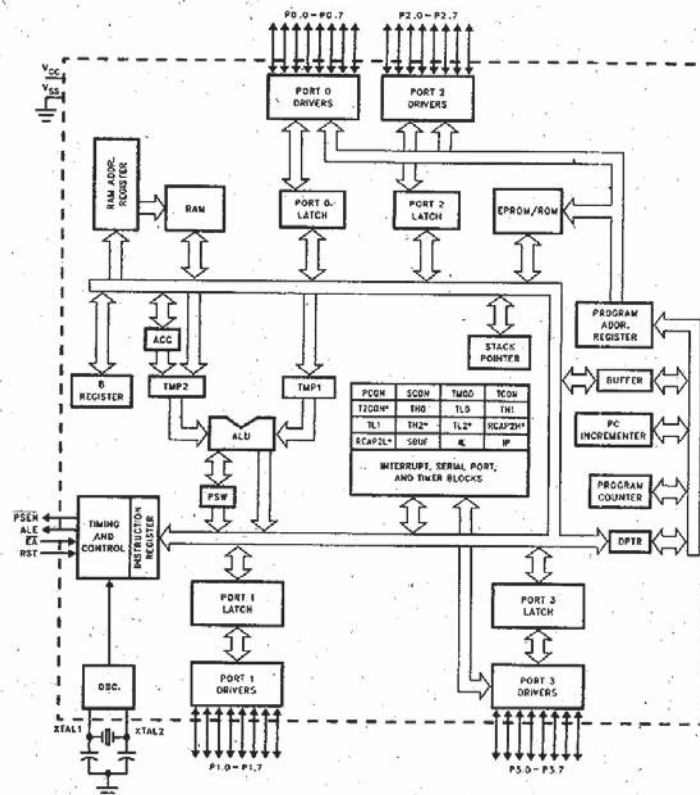 P0.0-P0.7
P2.0-P2.7
VCC
VSS
PORT 0
DRIVERS
PORT 2
DRIVERS
RAM ADDR.
REGISTER
RAM
PORT 0
LATCH
PORT 2
LATCH
EPROM/ROM
B
REGISTER
ACC
TMP2
TMP1
ALU
PSW
STACK
POINTER
PROGRAM
ADDR.
REGISTER
BUFFER
PC
INCREMENTER
PROGRAM
COUNTER
DPTR
PCON SCON TMOD TCON
T2CON* TH0 TL0 TH1
TL1 TH2* TL2* RCAP2H*
RCAP2L* SBUF IE IP
INTERRUPT, SERIAL PORT,
AND TIMER BLOCKS
PSEN
ALE
EA
RST
TIMING
AND
CONTROL
INSTRUCTION
REGISTER
PORT 1
LATCH
PORT 3
LATCH
OSC.
PORT 1
DRIVERS
PORT 3
DRIVERS
XTAL1
XTAL2
P1.0-P1.7
P3.0-P3.7